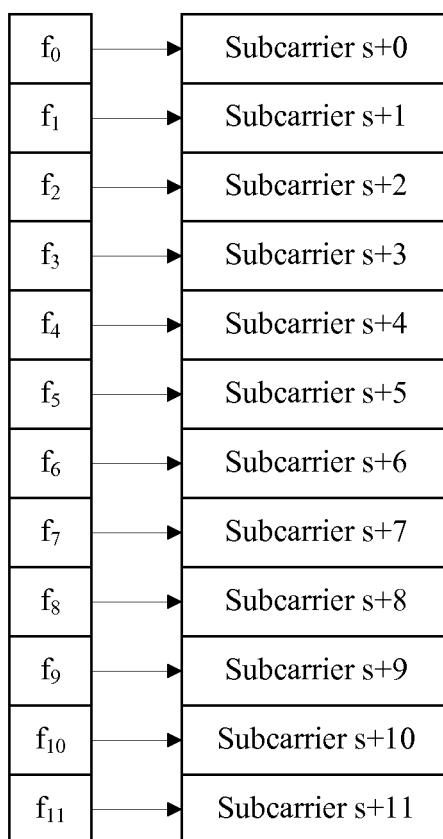 f₀ Subcarrier s+0
f₁ Subcarrier s+1
f₂ Subcarrier s+2
f₃ Subcarrier s+3
f₄ Subcarrier s+4
f₅ Subcarrier s+5
f₆ Subcarrier s+6
f₇ Subcarrier s+7
f₈ Subcarrier s+8
f₉ Subcarrier s+9
f₁₀ Subcarrier s+10
f₁₁ Subcarrier s+11